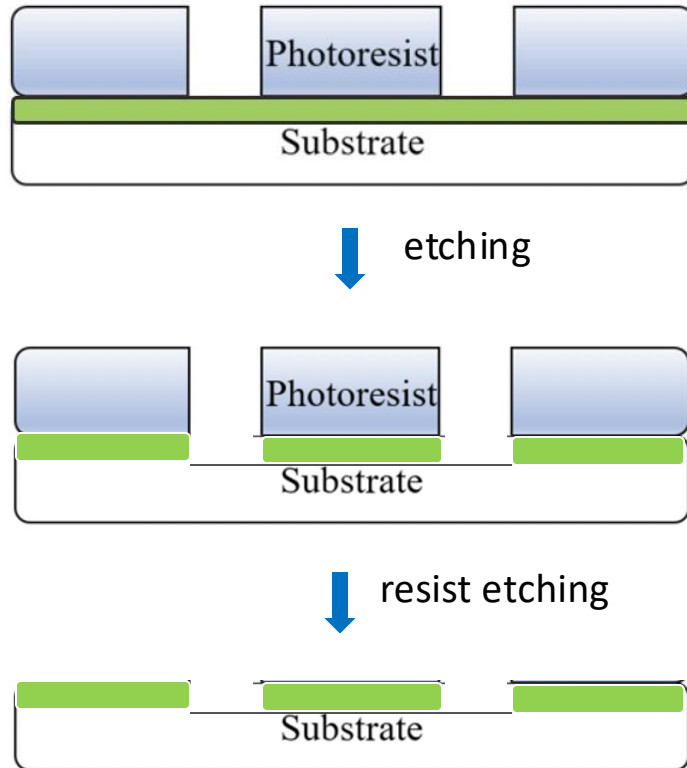 Photoresist
Substrate
etching
Photoresist
Substrate
resist etching
Substrate